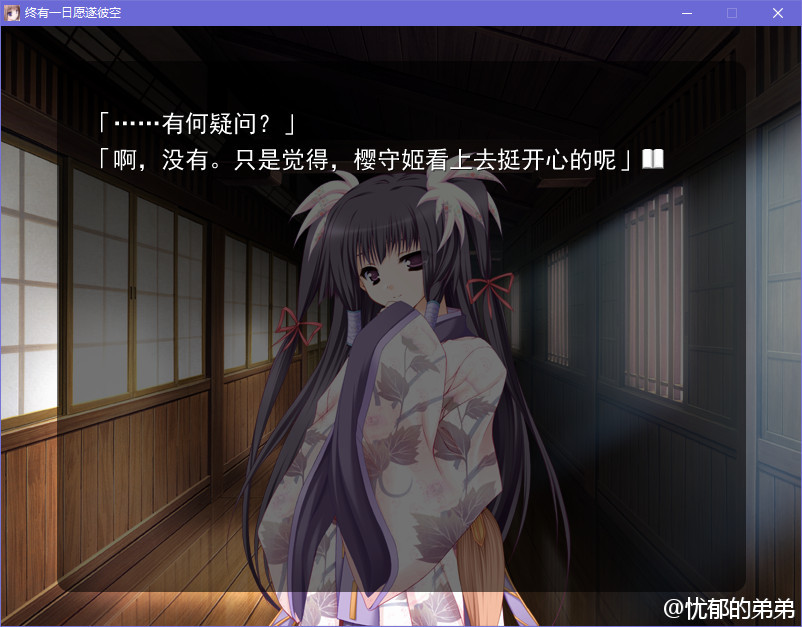 终有一日愿遂彼空
「……有何疑问？」
「啊，没有。只是觉得，樱守姬看上去挺开心的呢」
@忧郁的弟弟